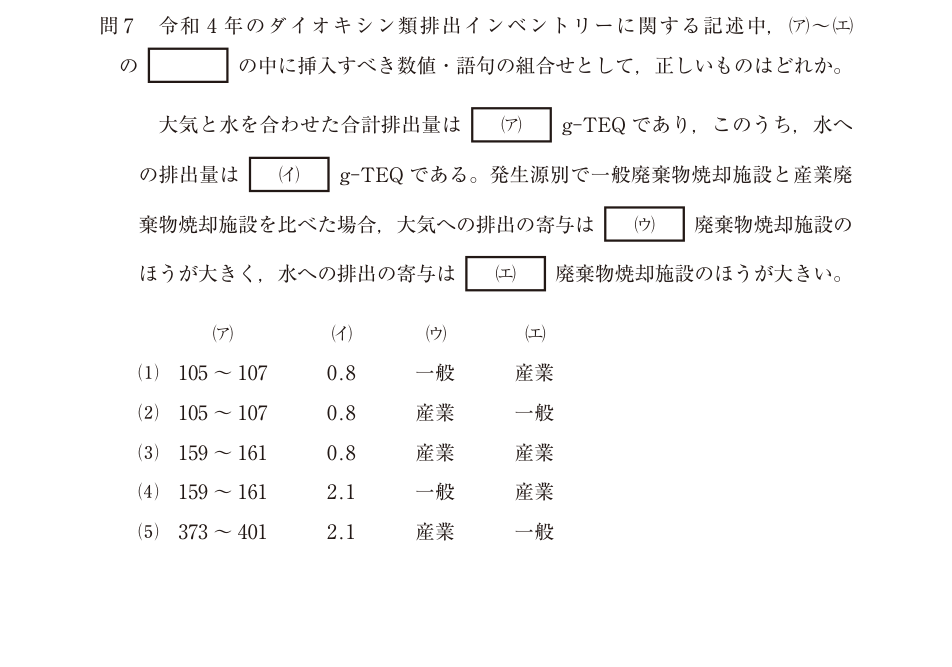 問7 令和4年のダイオキシン類排出インベントリーに関する記述中，㋐～㋓
の の中に挿入すべき数値・語句の組合せとして，正しいものはどれか。
大気と水を合わせた合計排出量は (ア) g-TEQ であり，このうち，水へ
の排出量は (イ) g-TEQ である。発生源別で一般廃棄物焼却施設と産業廃
棄物焼却施設を比べた場合，大気への排出の寄与は (ウ) 廃棄物焼却施設の
ほうが大きく，水への排出の寄与は (エ) 廃棄物焼却施設のほうが大きい。
(ア) (イ) (ウ) (エ)
(1) 105 ～ 107 0.8 一般 産業
(2) 105 ～ 107 0.8 産業 一般
(3) 159 ～ 161 0.8 産業 産業
(4) 159 ～ 161 2.1 一般 産業
(5) 373 ～ 401 2.1 産業 一般